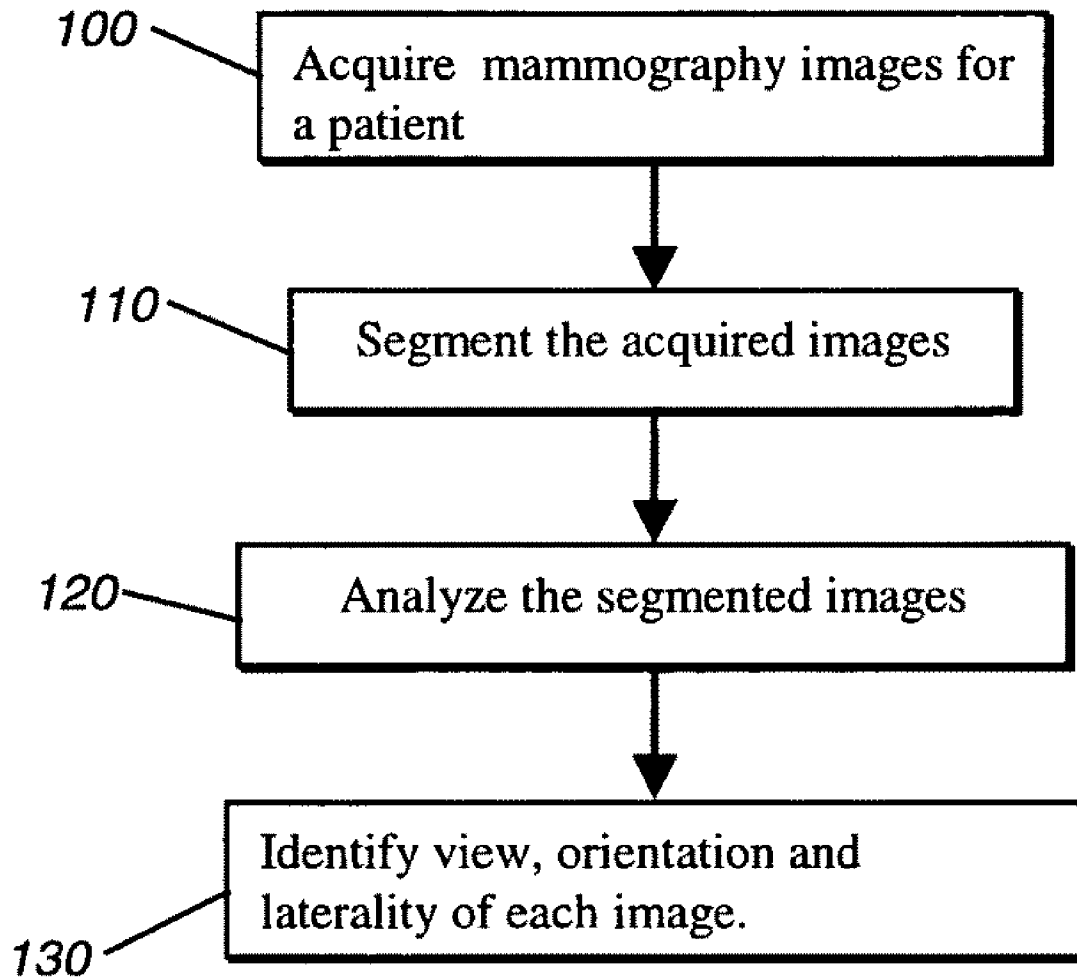 100
Acquire mammography images for
a patient
110
Segment the acquired images
120
Analyze the segmented images
Identify view, orientation and
laterality of each image.
130